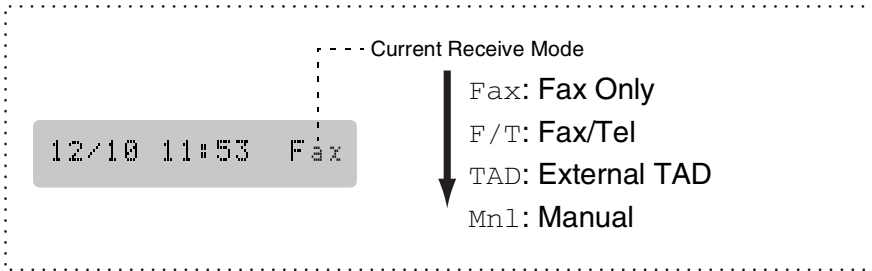 Current Receive Mode
12/10 11:53 Fax
Fax: Fax Only
F/T: Fax/Tel
TAD: External TAD
Mnl: Manual